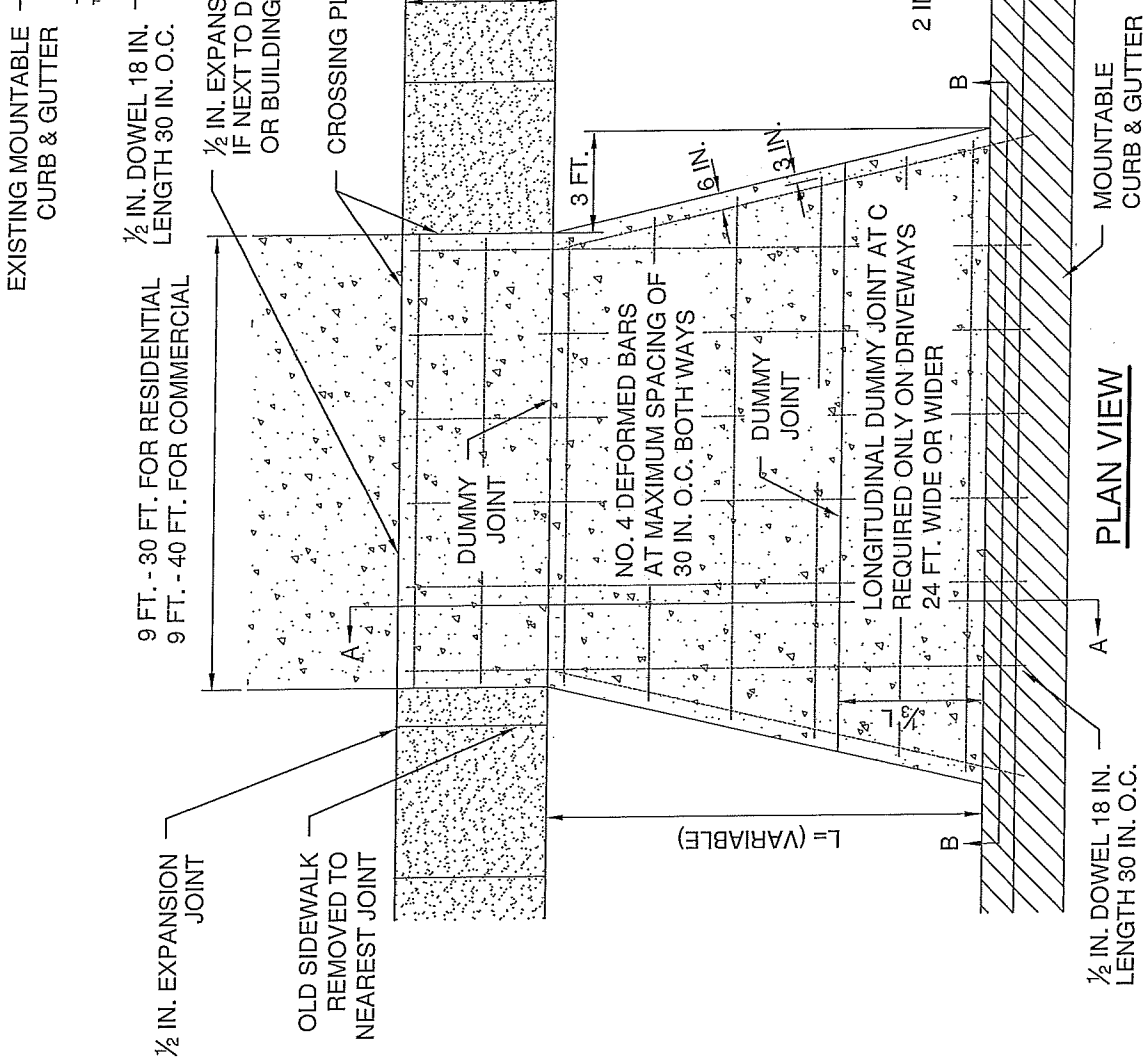 EXISTING MOUNTABLE
CURB & GUTTER
½ IN. DOWEL 18 IN.
LENGTH 30 IN. O.C.
½ IN. EXPANS
IF NEXT TO D
OR BUILDING
CROSSING PL
9 FT. - 30 FT. FOR RESIDENTIAL
9 FT. - 40 FT. FOR COMMERCIAL
½ IN. EXPANSION
JOINT
OLD SIDEWALK
REMOVED TO
NEAREST JOINT
A
DUMMY
JOINT
3 FT.
6 IN.
3 IN.
NO. 4 DEFORMED BARS
AT MAXIMUM SPACING OF
30 IN. O.C. BOTH WAYS
DUMMY
JOINT
LONGITUDINAL DUMMY JOINT AT C
REQUIRED ONLY ON DRIVEWAYS
24 FT. WIDE OR WIDER
⅓ L
L= (VARIABLE)
B
B
2 I
A
½ IN. DOWEL 18 IN.
LENGTH 30 IN. O.C.
MOUNTABLE
CURB & GUTTER
PLAN VIEW